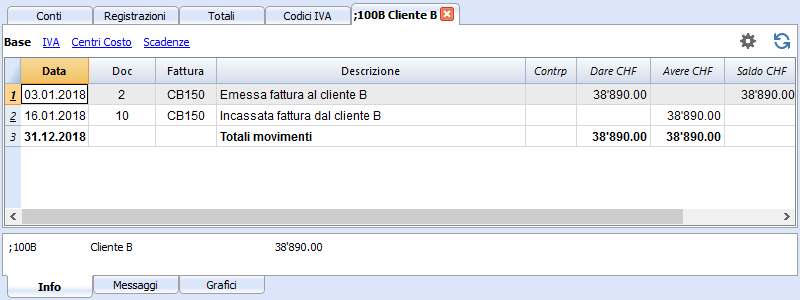 Conti Registrazioni Totali Codici IVA ;100B Cliente B
Base IVA Centri Costo Scadenze
Data Doc Fattura Descrizione Contrp Dare CHF Avere CHF Saldo CHF
1 03.01.2018 2 CB150 Emessa fattura al cliente B 38'890.00 38'890.00
2 16.01.2018 10 CB150 Incassata fattura dal cliente B 38'890.00
3 31.12.2018 Totali movimenti 38'890.00 38'890.00
;100B Cliente B 38'890.00
Info Messaggi Grafici